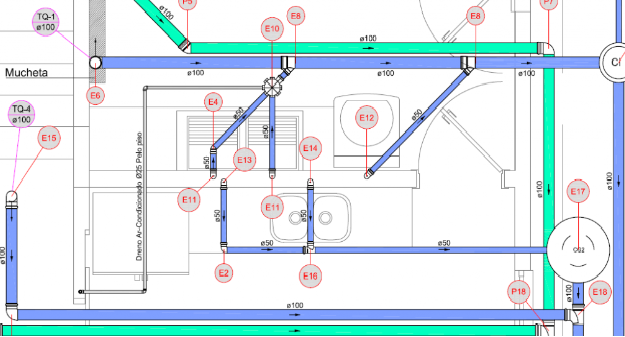 TQ-1
ø100
P5
E8
E8
P7
E10
ø100
ø100
ø100
ø100
ø100
CI
Mucheta
E6
TQ-4
ø100
E15
E4
E13
E14
E12
ø50
ø50
ø50
ø50
E11
E11
Dreno Ar-Condicionado Ø25 Pelo piso
ø50
ø50
ø50
ø50
ø100
ø100
E17
E2
E16
ø100
P18
E18
ø100